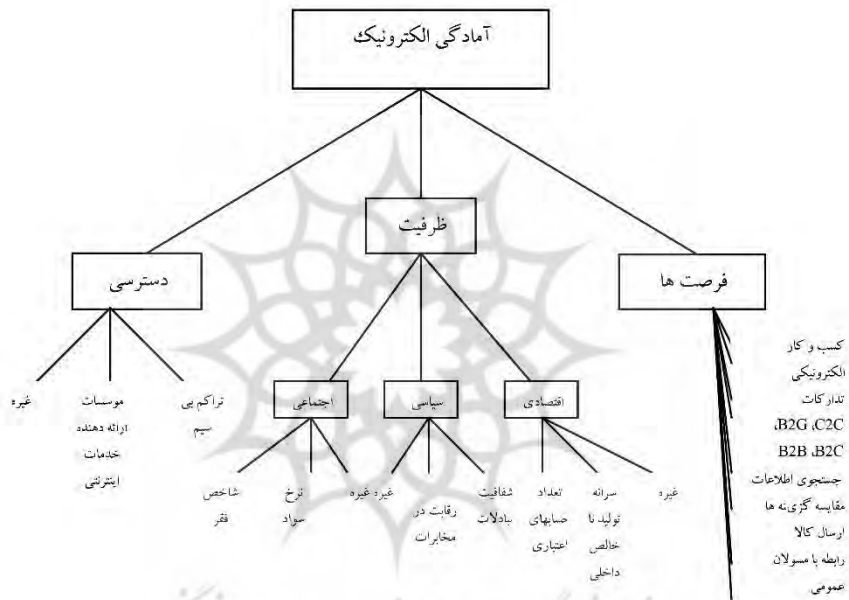 آمادگی الکترونیک
ظرفیت
فرصت ها
دسترسی
کسب و کار
الکترونیکی
تدارکات
B2G ،C2C،
B2B ،B2C
جستجوی اطلاعات
مقایسه گزینه ها
ارسال کالا
رابطه با مسولان
عمومی
اقتصادی
سیاسی
اجتماعی
غیره
سرانه
تولید نا
خالص
داخلی
تعداد
حسابهای
اعتباری
شفافیت
مبادلات
رقابت در
مخابرات
غیره
غیره
نرخ
سواد
شاخص
فقر
تراکم بی
سیم
موسسات
ارائه دهنده
خدمات
اینترنتی
غیره